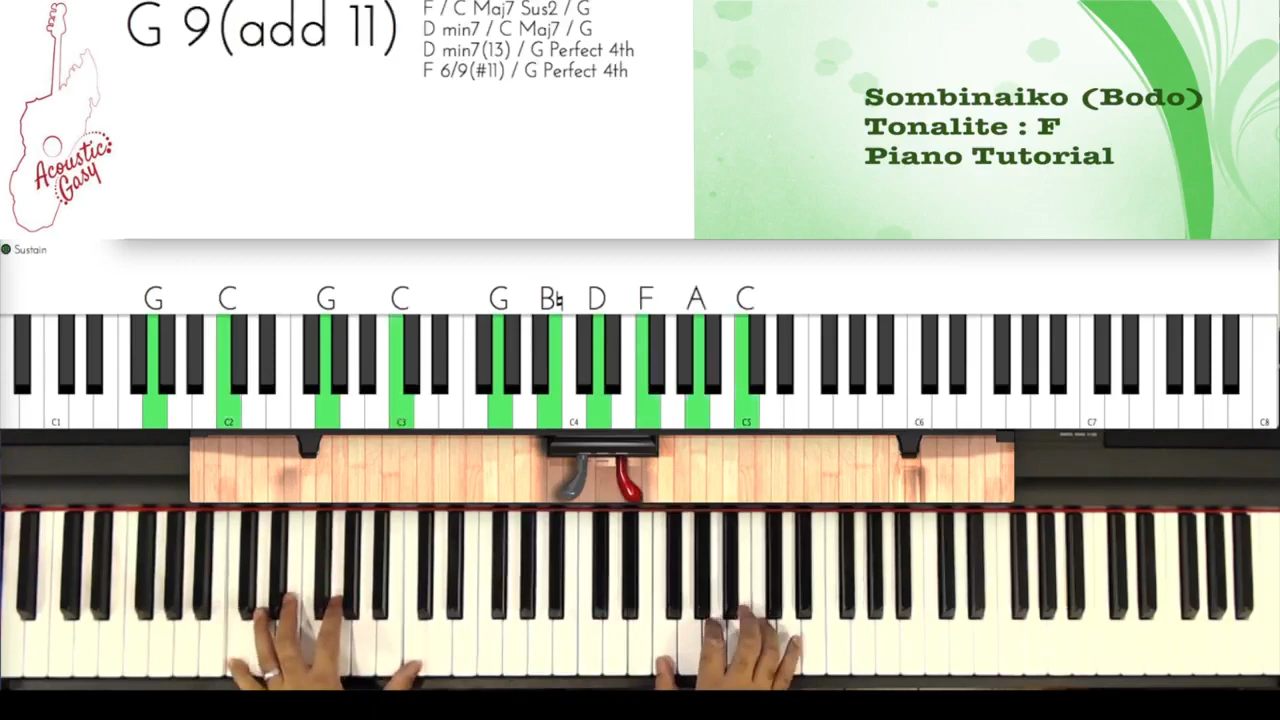 G 9(add 11)
F / C Maj7 Sus2 / G
D min7 / C Maj7 / G
D min7(13) / G Perfect 4th
F 6/9(#11) / G Perfect 4th
Acoustic
Gasy
Sombinaiko (Bodo)
Tonalite : F
Piano Tutorial
Sustain
G C G C G B♮ D F A C
C1 C2 C3 C4 C5 C6 C7 C8